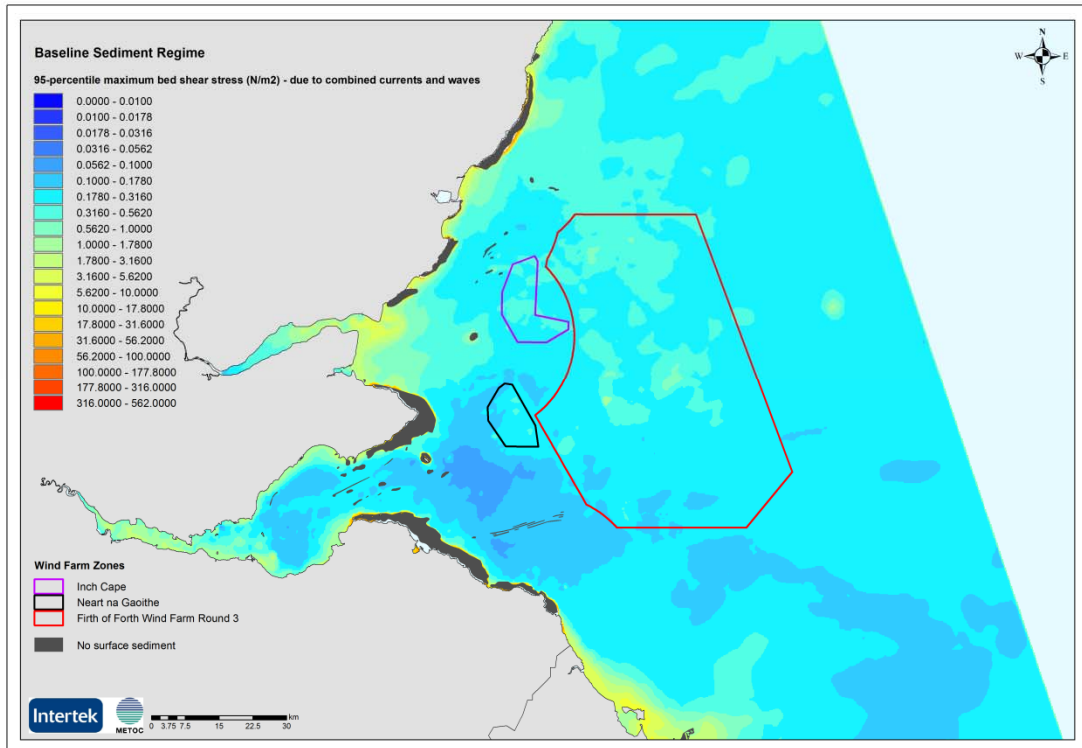 Baseline Sediment Regime
95-percentile maximum bed shear stress (N/m2) - due to combined currents and waves
0.0000 - 0.0100
0.0100 - 0.0178
0.0178 - 0.0316
0.0316 - 0.0562
0.0562 - 0.1000
0.1000 - 0.1780
0.1780 - 0.3160
0.3160 - 0.5620
0.5620 - 1.0000
1.0000 - 1.7800
1.7800 - 3.1600
3.1600 - 5.6200
5.6200 - 10.0000
10.0000 - 17.8000
17.8000 - 31.6000
31.6000 - 56.2000
56.2000 - 100.0000
100.0000 - 177.8000
177.8000 - 316.0000
316.0000 - 562.0000
N
W E
S
Wind Farm Zones
Inch Cape
Neart na Gaoithe
Firth of Forth Wind Farm Round 3
No surface sediment
Intertek
METOC
km
0 3.75 7.5 15 22.5 30